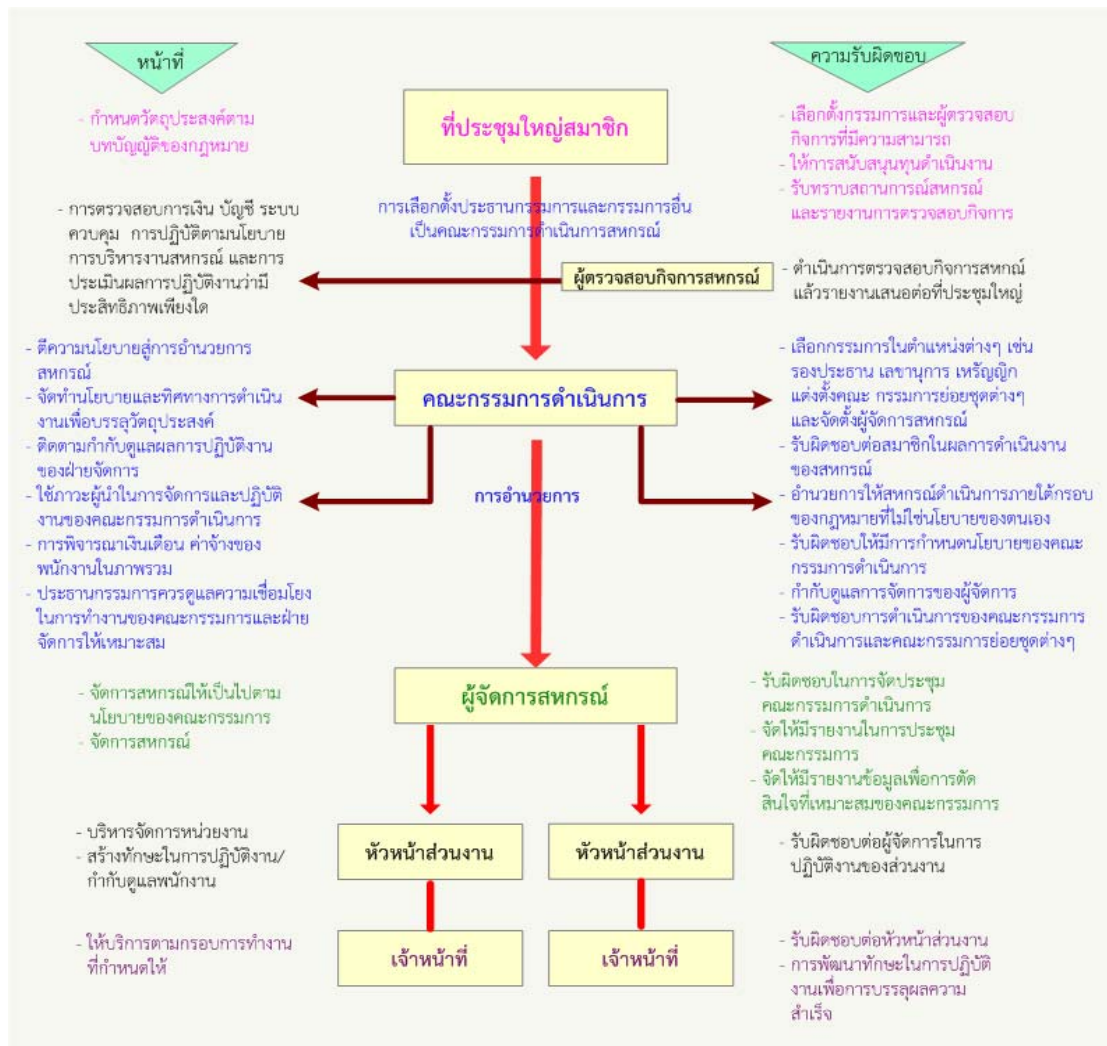 หน้าที่
ความรับผิดชอบ
- กำหนดวัตถุประสงค์ตาม
บทบัญญัติของกฎหมาย
ที่ประชุมใหญ่สมาชิก
- เลือกตั้งกรรมการและผู้ตรวจสอบ
กิจการที่มีความสามารถ
- ให้การสนับสนุนทุนดำเนินงาน
- รับทราบสถานการณ์สหกรณ์
และรายงานการตรวจสอบกิจการ
การเลือกตั้งประธานกรรมการและกรรมการอื่น
เป็นคณะกรรมการดำเนินการสหกรณ์
- การตรวจสอบการเงิน บัญชี ระบบ
ควบคุม การปฏิบัติตามนโยบาย
การบริหารงานสหกรณ์ และการ
ประเมินผลการปฏิบัติงานว่ามี
ประสิทธิภาพเพียงใด
ผู้ตรวจสอบกิจการสหกรณ์
- ดำเนินการตรวจสอบกิจการสหกณ์
แล้วรายงานเสนอต่อที่ประชุมใหญ่
- ตีความนโยบายสู่การอำนวยการ
สหกรณ์
- จัดทำนโยบายและทิศทางการดำเนิน
งานเพื่อบรรลุวัตถุประสงค์
- ติดตามกำกับดูแลผลการปฏิบัติงาน
ของฝ่ายจัดการ
- ใช้ภาวะผู้นำในการจัดการและปฏิบัติ
งานของคณะกรรมการดำเนินการ
- การพิจารณาเงินเดือน ค่าจ้างของ
พนักงานในภาพรวม
- ประธานกรรมการควรดูแลความเชื่อมโยง
ในการทำงานของคณะกรรมการและฝ่าย
จัดการให้เหมาะสม
คณะกรรมการดำเนินการ
การอำนวยการ
- เลือกกรรมการในตำแหน่งต่างๆ เช่น
รองประธาน เลขานุการ เหรัญญิก
แต่งตั้งคณะ กรรมการย่อยชุดต่างๆ
และจัดตั้งผู้จัดการสหกรณ์
- รับผิดชอบต่อสมาชิกในผลการดำเนินงาน
ของสหกรณ์
- อำนวยการให้สหกรณ์ดำเนินการภายใต้กรอบ
ของกฎหมายที่ไม่ใช่นโยบายของตนเอง
- รับผิดชอบให้มีการกำหนดนโยบายของคณะ
กรรมการดำเนินการ
- กำกับดูแลการจัดการของผู้จัดการ
- รับผิดชอบการดำเนินการของคณะกรรมการ
ดำเนินการและคณะกรรมการย่อยชุดต่างๆ
- จัดการสหกรณ์ให้เป็นไปตาม
นโยบายของคณะกรรมการ
- จัดการสหกรณ์
ผู้จัดการสหกรณ์
- รับผิดชอบในการจัดประชุม
คณะกรรมการดำเนินการ
- จัดให้มีรายงานในการประชุม
คณะกรรมการ
- จัดให้มีรายงานข้อมูลเพื่อการตัด
สินใจที่เหมาะสมของคณะกรรมการ
- บริหารจัดการหน่วยงาน
- สร้างทักษะในการปฏิบัติงาน/
กำกับดูแลพนักงาน
หัวหน้าส่วนงาน
หัวหน้าส่วนงาน
- รับผิดชอบต่อผู้จัดการในการ
ปฏิบัติงานของส่วนงาน
- ให้บริการตามกรอบการทำงาน
ที่กำหนดให้
เจ้าหน้าที่
เจ้าหน้าที่
- รับผิดชอบต่อหัวหน้าส่วนงาน
- การพัฒนาทักษะในการปฏิบัติ
งานเพื่อการบรรลุผลความ
สำเร็จ